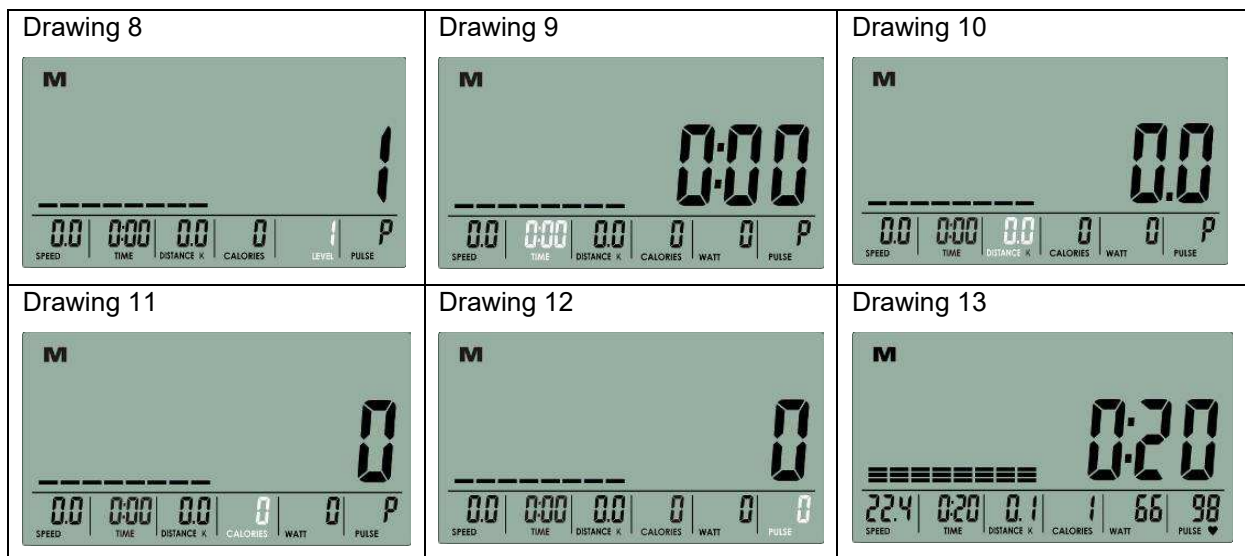 Drawing 8
M
1
0.0 0:00 0.0 0 1 P
SPEED TIME DISTANCE K CALORIES LEVEL PULSE
Drawing 9
M
0:00
0.0 0:00 0.0 0 0 P
SPEED TIME DISTANCE K CALORIES WATT PULSE
Drawing 10
M
0.0
0.0 0:00 0.0 0 0 P
SPEED TIME DISTANCE K CALORIES WATT PULSE
Drawing 11
M
0
0.0 0:00 0.0 0 0 P
SPEED TIME DISTANCE K CALORIES WATT PULSE
Drawing 12
M
0
0.0 0:00 0.0 0 0 0
SPEED TIME DISTANCE K CALORIES WATT PULSE
Drawing 13
M
0:20
22.4 0:20 0.1 1 66 98
SPEED TIME DISTANCE K CALORIES WATT PULSE ♥